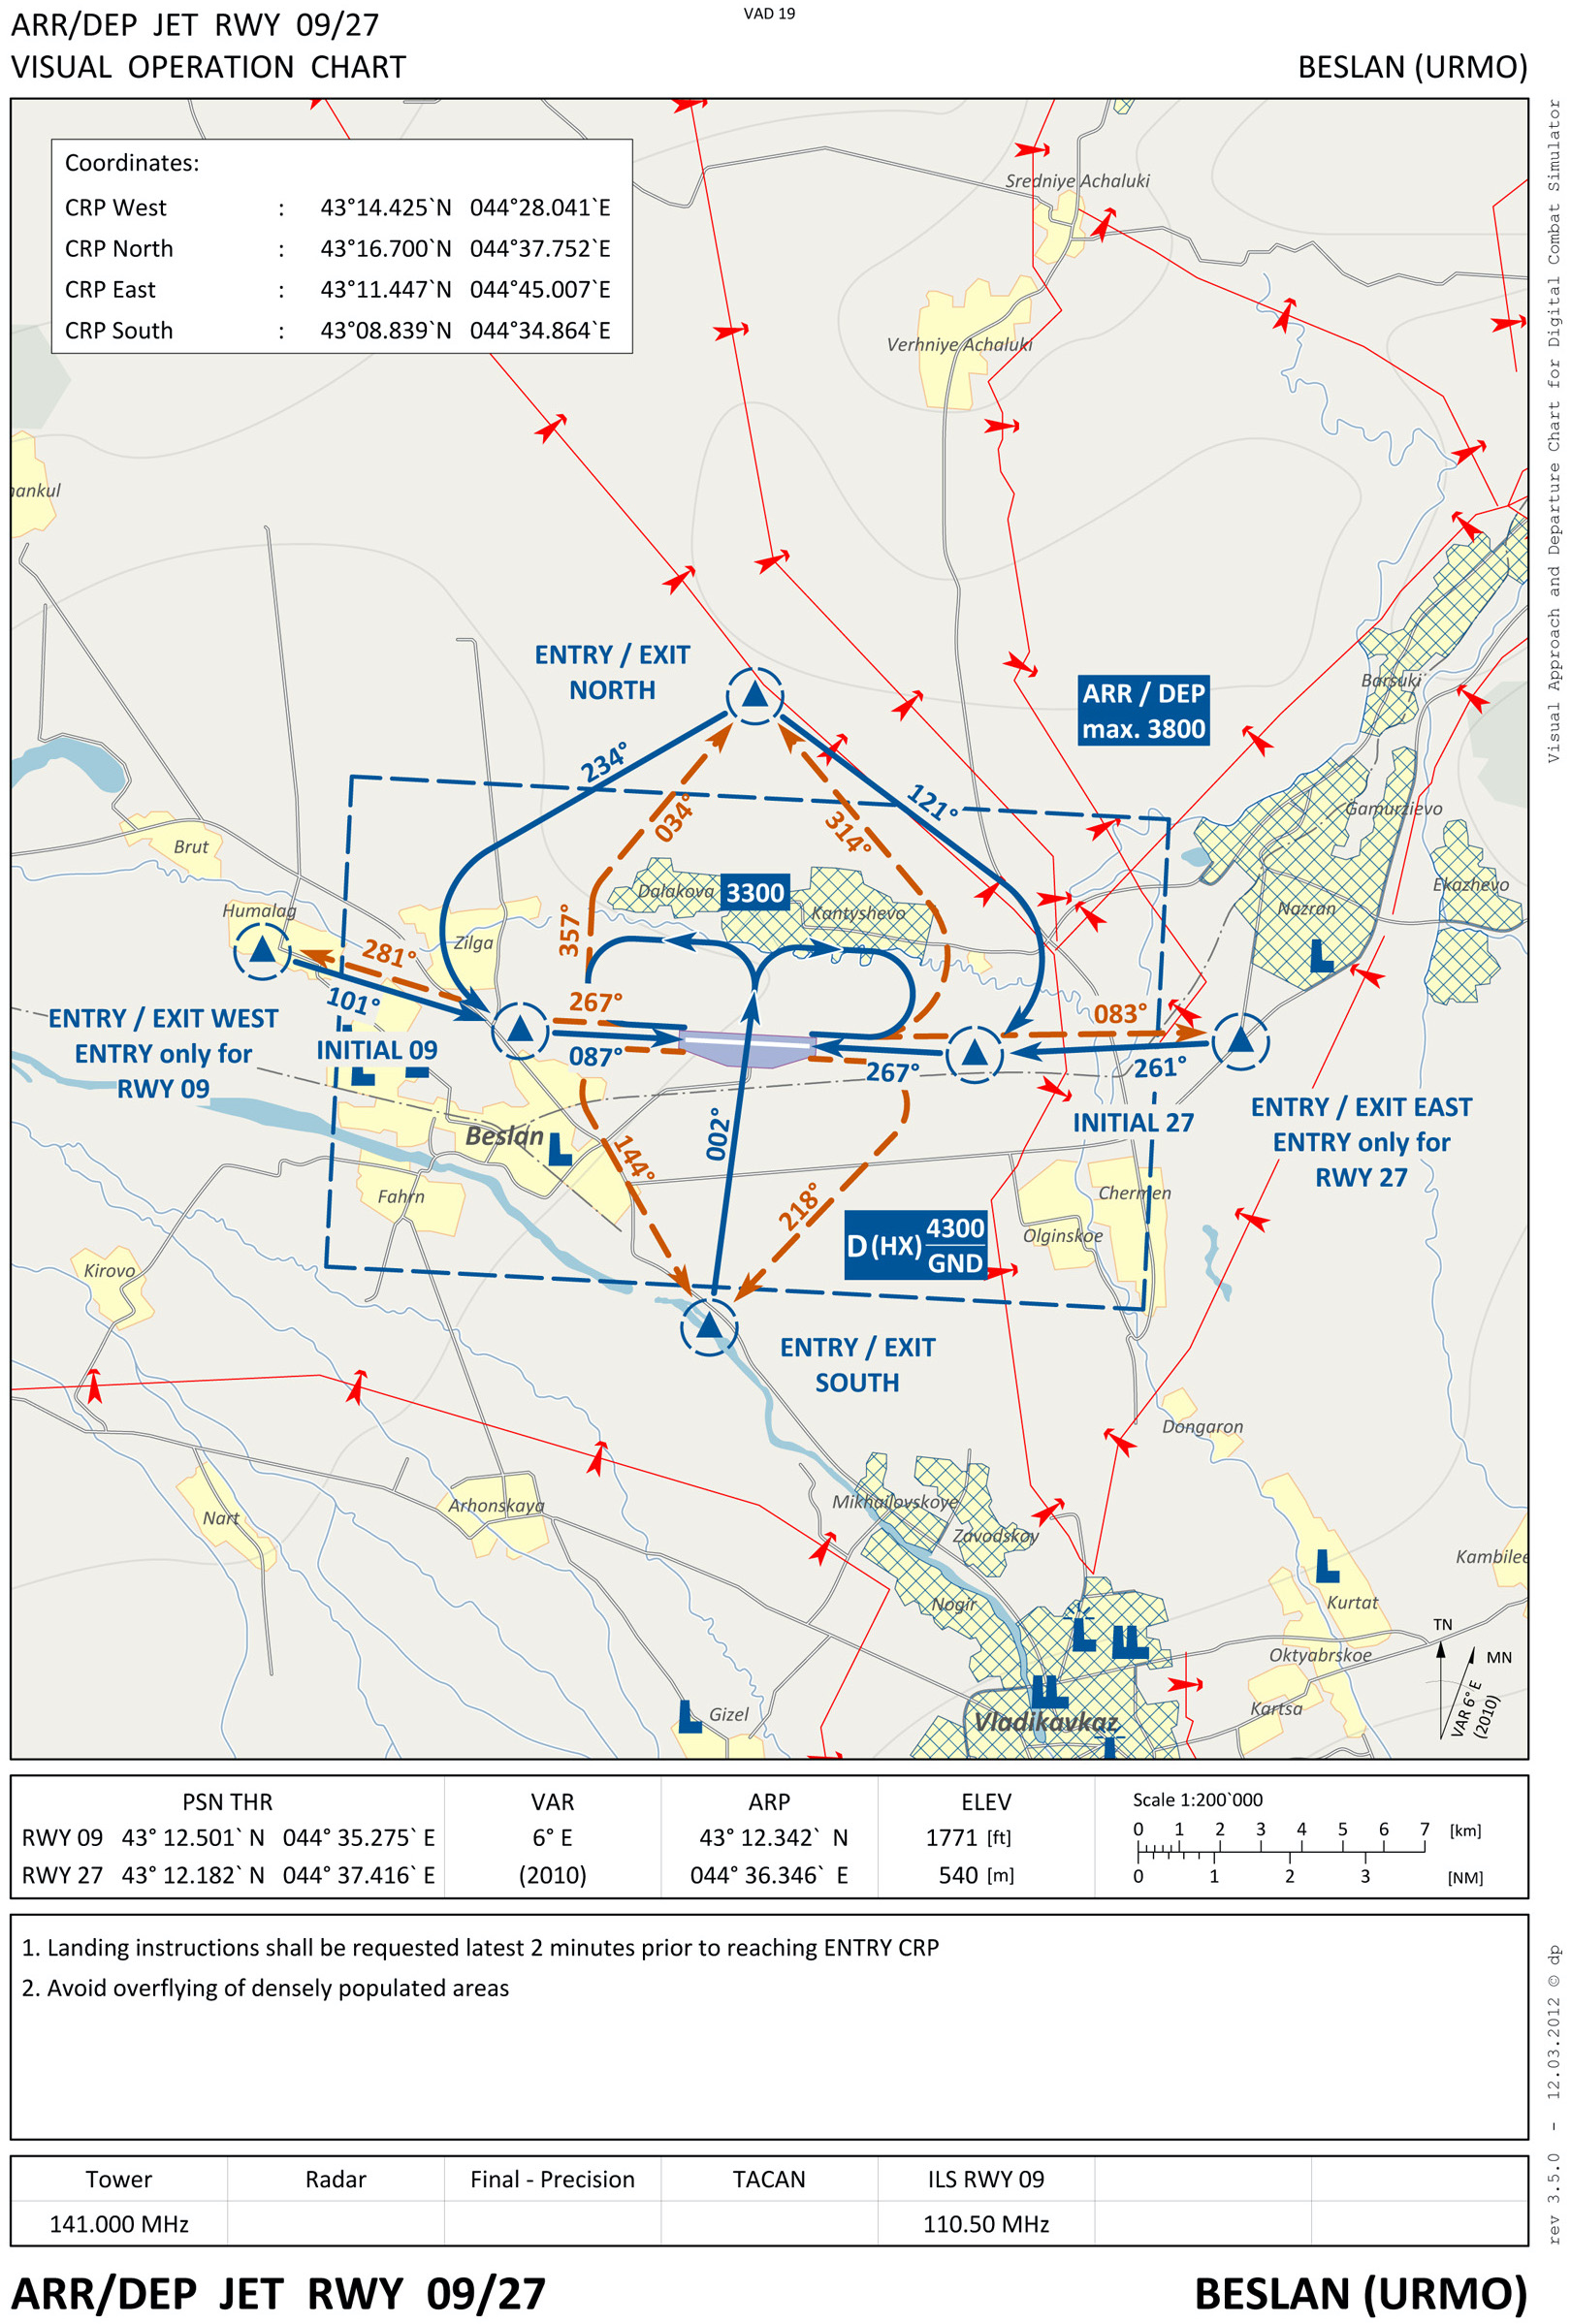 VAD 19
ARR/DEP JET RWY 09/27
VISUAL OPERATION CHART
BESLAN (URMO)
Visual Approach and Departure Chart for Digital Combat Simulator
Coordinates:
CRP West : 43°14.425`N 044°28.041`E
CRP North : 43°16.700`N 044°37.752`E
CRP East : 43°11.447`N 044°45.007`E
CRP South : 43°08.839`N 044°34.864`E
Sredniye Achaluki
Verhniye Achaluki
ankul
ENTRY / EXIT
NORTH
ARR / DEP
max. 3800
Barsuki
234°
121°
034°
314°
Gamurzievo
Brut
Dalakova
3300
Kantyshevo
Ekazhevo
Nazran
Humalag
Zilga
357°
281°
101°
267°
083°
ENTRY / EXIT WEST
ENTRY only for
RWY 09
INITIAL 09
087°
267°
261°
INITIAL 27
ENTRY / EXIT EAST
ENTRY only for
RWY 27
Beslan
002°
144°
218°
Fahrn
Chermen
Olginskoe
D (HX) 4300
GND
Kirovo
ENTRY / EXIT
SOUTH
Dongaron
Arhonskaya
Nart
Mikhailovskoye
Zavodskoy
Kambilee
Nogir
Kurtat
Oktyabrskoe
Kartsa
Gizel
Vladikavkaz
TN
MN
VAR 6° E
(2010)
PSN THR
RWY 09 43° 12.501` N 044° 35.275` E
RWY 27 43° 12.182` N 044° 37.416` E
VAR
6° E
(2010)
ARP
43° 12.342` N
044° 36.346` E
ELEV
1771 [ft]
540 [m]
Scale 1:200`000
0 1 2 3 4 5 6 7 [km]
0 1 2 3 [NM]
1. Landing instructions shall be requested latest 2 minutes prior to reaching ENTRY CRP
2. Avoid overflying of densely populated areas
Tower Radar Final - Precision TACAN ILS RWY 09
141.000 MHz 110.50 MHz
rev 3.5.0 - 12.03.2012 © dp
ARR/DEP JET RWY 09/27
BESLAN (URMO)